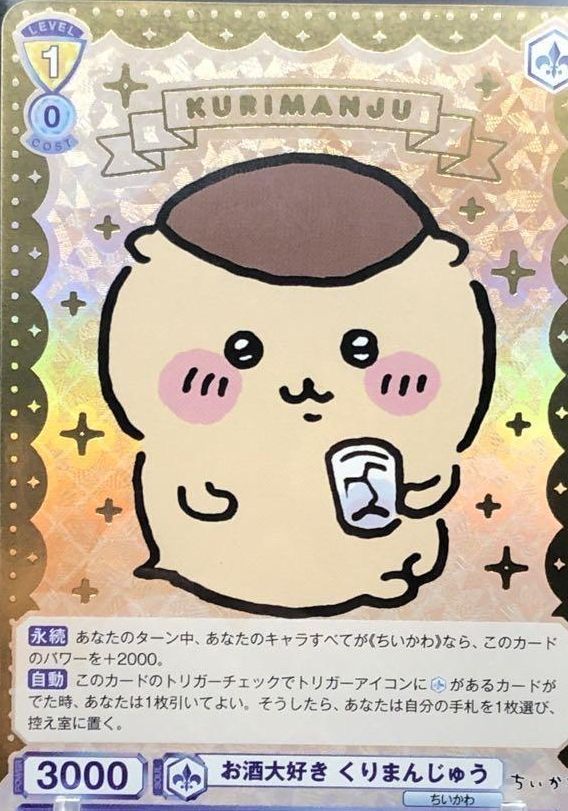 LEVEL
1
0
COST
KURIMANJU
永続 あなたのターン中、あなたのキャラすべてが《ちいかわ》なら、このカード
のパワーを+2000。
自動 このカードのトリガーチェックでトリガーアイコンに があるカードが
でた時、あなたは1枚引いてよい。そうしたら、あなたは自分の手札を1枚選び、
控え室に置く。
POWER 3000 SOUL お酒大好き くりまんじゅう ちいか
ちいかわ